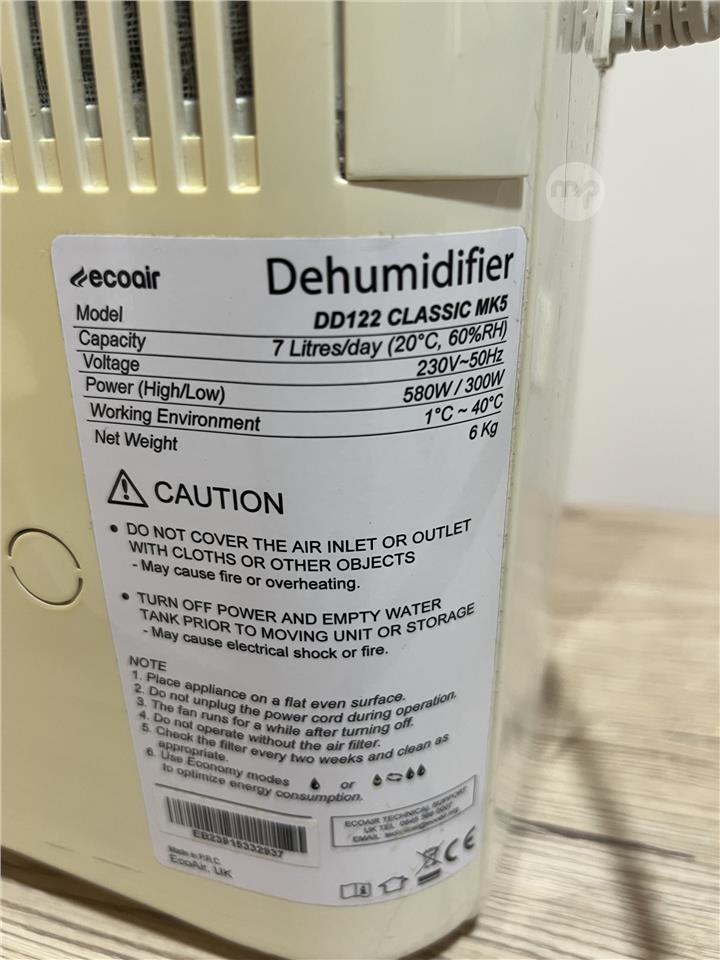 mp
ecoair Dehumidifier
Model DD122 CLASSIC MK5
Capacity 7 Litres/day (20°C, 60%RH)
Voltage 230V~50Hz
Power (High/Low) 580W / 300W
Working Environment 1°C ~ 40°C
Net Weight 6 Kg
CAUTION
• DO NOT COVER THE AIR INLET OR OUTLET
WITH CLOTHS OR OTHER OBJECTS
- May cause fire or overheating.
• TURN OFF POWER AND EMPTY WATER
TANK PRIOR TO MOVING UNIT OR STORAGE
- May cause electrical shock or fire.
NOTE
1. Place appliance on a flat even surface.
2. Do not unplug the power cord during operation.
3. The fan runs for a while after turning off.
4. Do not operate without the air filter.
5. Check the filter every two weeks and clean as
appropriate.
6. Use Economy modes or
to optimize energy consumption.
ECOAIR TECHNICAL SUPPORT
UK TEL:
EMAIL:
Made in P.R.C.
EcoAir, UK
CE